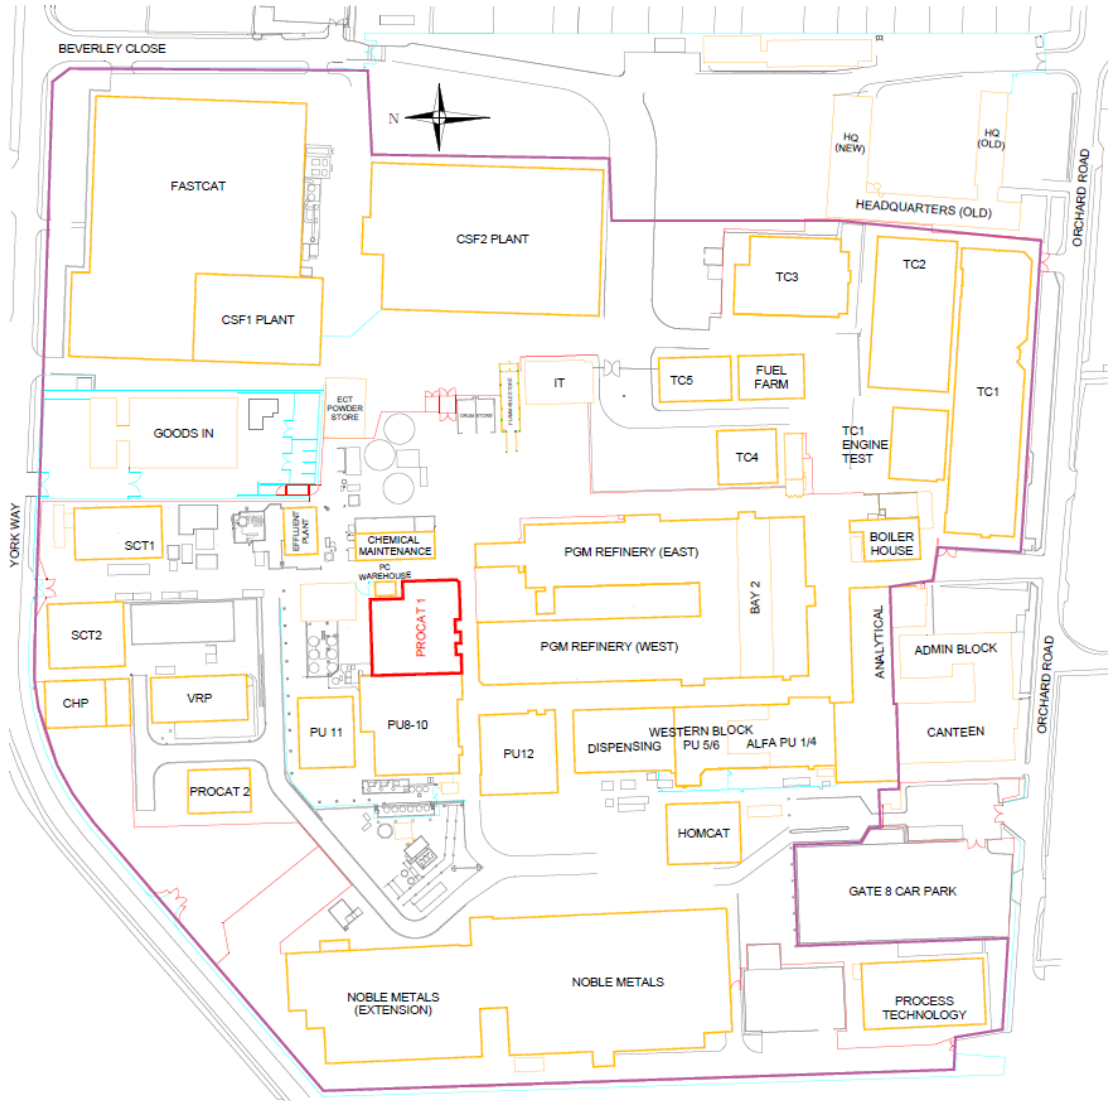 BEVERLEY CLOSE
N
HQ
(NEW)
HQ
(OLD)
ORCHARD ROAD
FASTCAT
HEADQUARTERS (OLD)
CSF2 PLANT
TC3
TC2
CSF1 PLANT
IT
TC5
FUEL
FARM
TC1
ECT
POWDER
STORE
DRUM STORE
FLAMMABLE STORE
GOODS IN
TC1
ENGINE
TEST
TC4
YORK WAY
SCT1
EFFLUENT
PLANT
CHEMICAL
MAINTENANCE
PGM REFINERY (EAST)
BOILER
HOUSE
PC
WAREHOUSE
BAY 2
PROCAT 1
SCT2
PGM REFINERY (WEST)
ANALYTICAL
ADMIN BLOCK
ORCHARD ROAD
CHP
VRP
PU 11
PU8-10
PU12
WESTERN BLOCK
DISPENSING
PU 5/6
ALFA PU 1/4
CANTEEN
PROCAT 2
HOMCAT
GATE 8 CAR PARK
NOBLE METALS
(EXTENSION)
NOBLE METALS
PROCESS
TECHNOLOGY